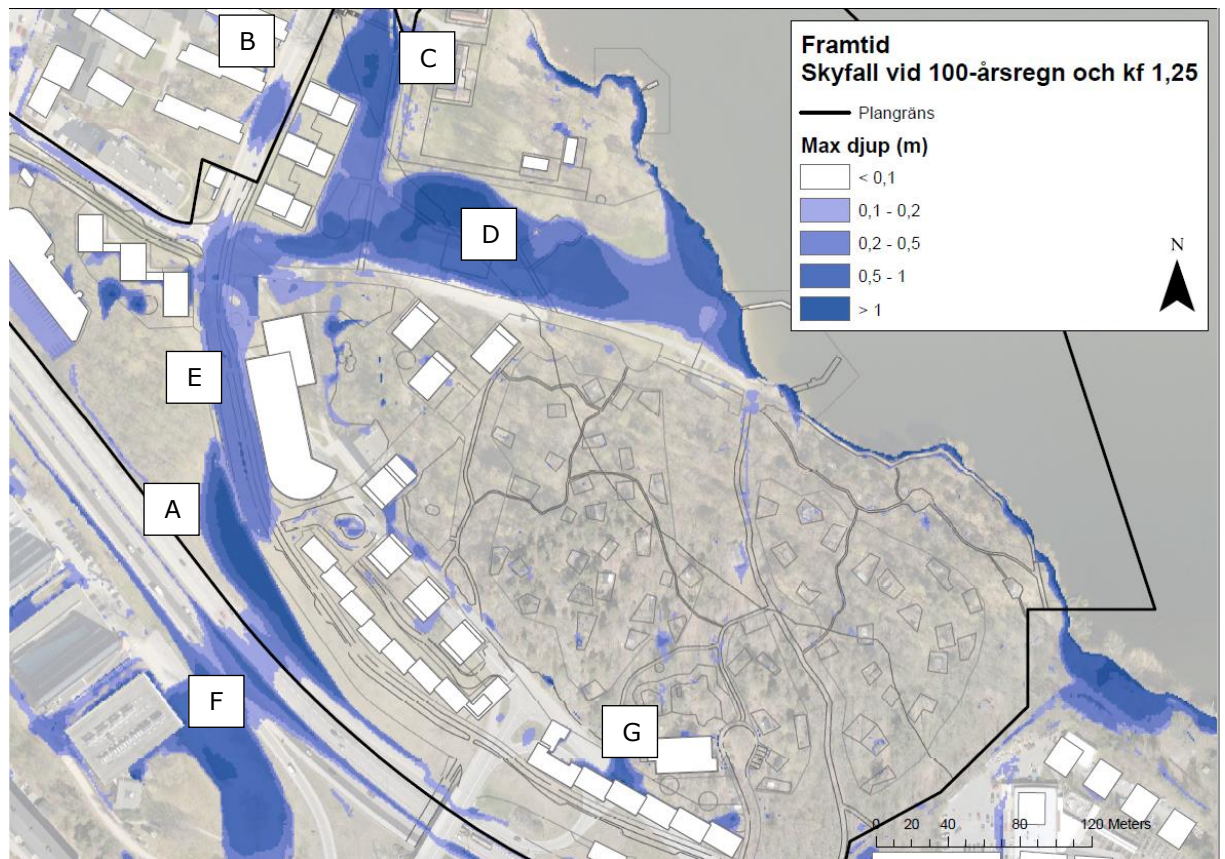 B
C
Framtid
Skyfall vid 100-årsregn och kf 1,25
Plangräns
Max djup (m)
< 0,1
0,1 - 0,2
0,2 - 0,5
0,5 - 1
> 1
N
D
E
A
F
G
0 20 40 80 120 Meters